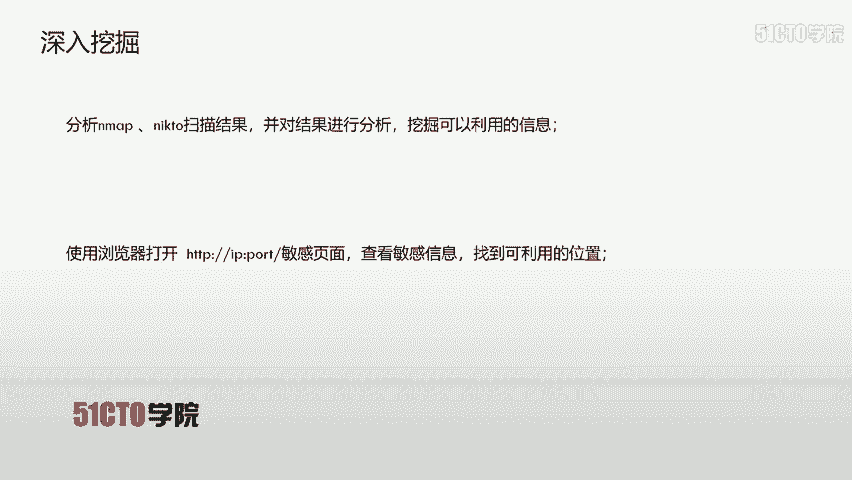 51CTO学院
深入挖掘
分析nmap 、nikto扫描结果，并对结果进行分析，挖掘可以利用的信息；
使用浏览器打开 http://ip:port/敏感页面，查看敏感信息，找到可利用的位置；
51CTO学院